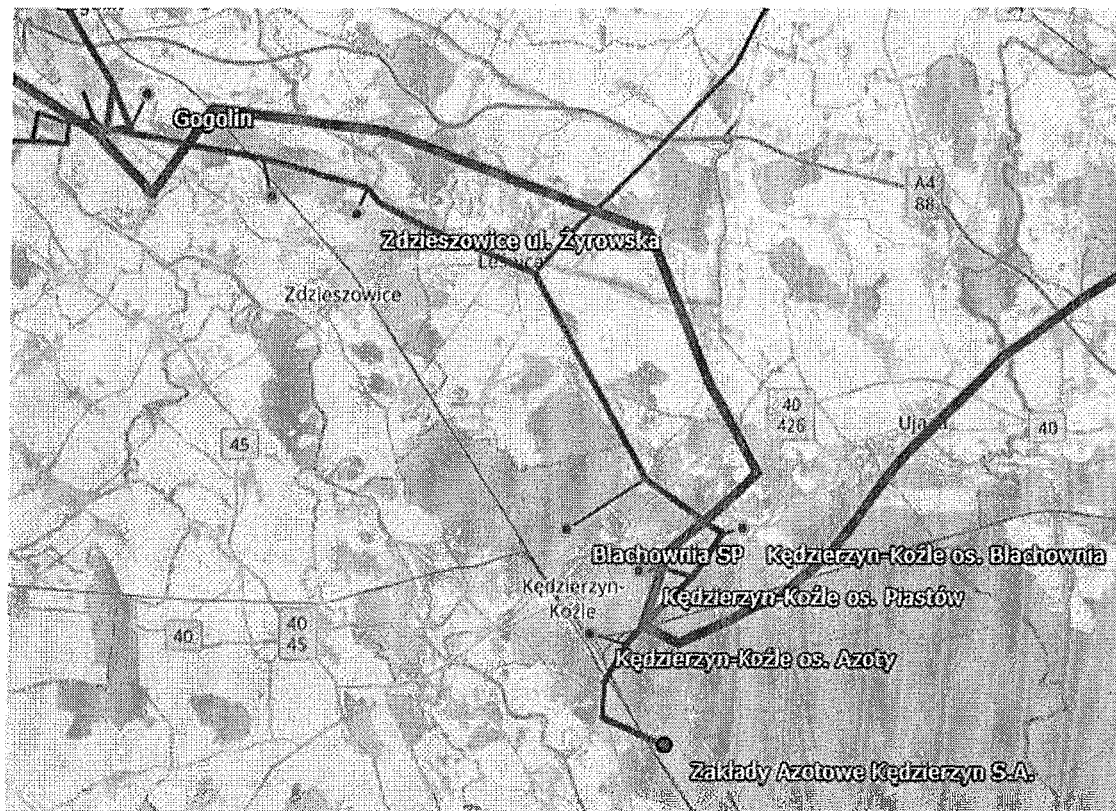 Gogolin
A4
88
Zdzieszowice ul. Żyrowska
Zdzieszowice
40
426
Ujazd
40
45
Blachownia SP Kędzierzyn-Koźle os. Blachownia
Kędzierzyn-
Koźle
Kędzierzyn-Koźle os. Piastów
40
40
45
Kędzierzyn-Koźle os. Azoty
Zakłady Azotowe Kędzierzyn S.A.